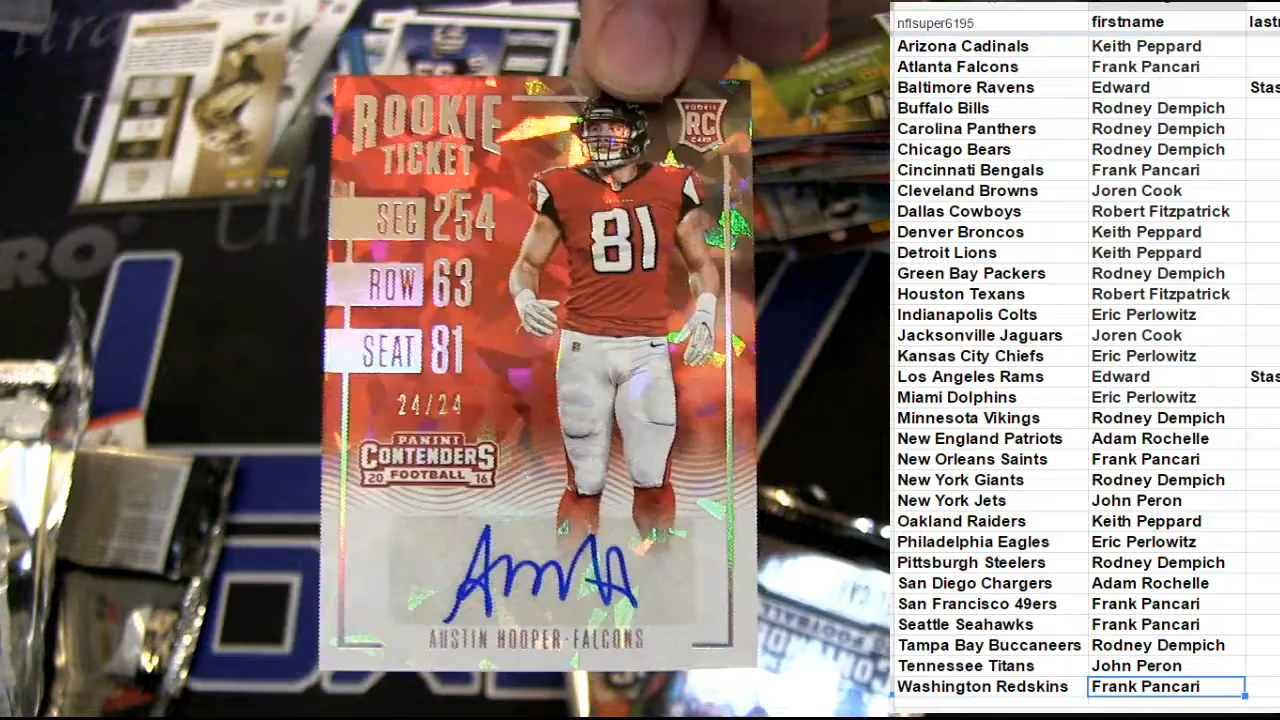 ROOKIE
TICKET
ROOKIE
RC
CARD
SEC 254
ROW 63
SEAT 81
81
24/24
PANINI
CONTENDERS
20 FOOTBALL 16
AUSTIN HOOPER-FALCONS
nflsuper6195 firstname
Arizona Cadinals Keith Peppard
Atlanta Falcons Frank Pancari
Baltimore Ravens Edward
Buffalo Bills Rodney Dempich
Carolina Panthers Rodney Dempich
Chicago Bears Rodney Dempich
Cincinnati Bengals Frank Pancari
Cleveland Browns Joren Cook
Dallas Cowboys Robert Fitzpatrick
Denver Broncos Keith Peppard
Detroit Lions Keith Peppard
Green Bay Packers Rodney Dempich
Houston Texans Robert Fitzpatrick
Indianapolis Colts Eric Perlowitz
Jacksonville Jaguars Joren Cook
Kansas City Chiefs Eric Perlowitz
Los Angeles Rams Edward
Miami Dolphins Eric Perlowitz
Minnesota Vikings Rodney Dempich
New England Patriots Adam Rochelle
New Orleans Saints Frank Pancari
New York Giants Rodney Dempich
New York Jets John Peron
Oakland Raiders Keith Peppard
Philadelphia Eagles Eric Perlowitz
Pittsburgh Steelers Rodney Dempich
San Diego Chargers Adam Rochelle
San Francisco 49ers Frank Pancari
Seattle Seahawks Frank Pancari
Tampa Bay Buccaneers Rodney Dempich
Tennessee Titans John Peron
Washington Redskins Frank Pancari